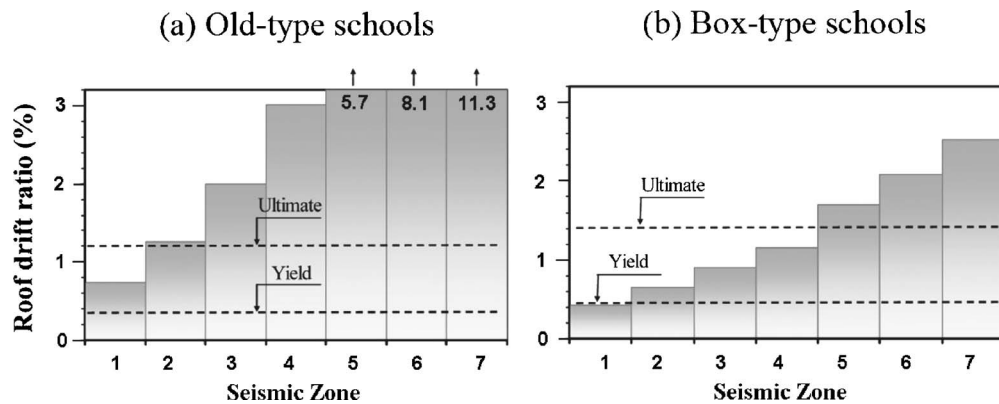 (a) Old-type schools
Roof drift ratio (%)
3
2
1
0
5.7 8.1 11.3
Ultimate
Yield
1 2 3 4 5 6 7
Seismic Zone
(b) Box-type schools
3
2
1
0
Ultimate
Yield
1 2 3 4 5 6 7
Seismic Zone